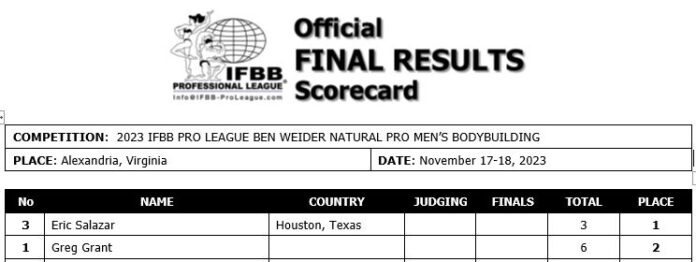 Official
FINAL RESULTS
Scorecard
IFBB
PROFESSIONAL LEAGUE
Info@IFBB-ProLeague.com
COMPETITION: 2023 IFBB PRO LEAGUE BEN WEIDER NATURAL PRO MEN'S BODYBUILDING
PLACE: Alexandria, Virginia DATE: November 17-18, 2023
No NAME COUNTRY JUDGING FINALS TOTAL PLACE
3 Eric Salazar Houston, Texas 3 1
1 Greg Grant 6 2